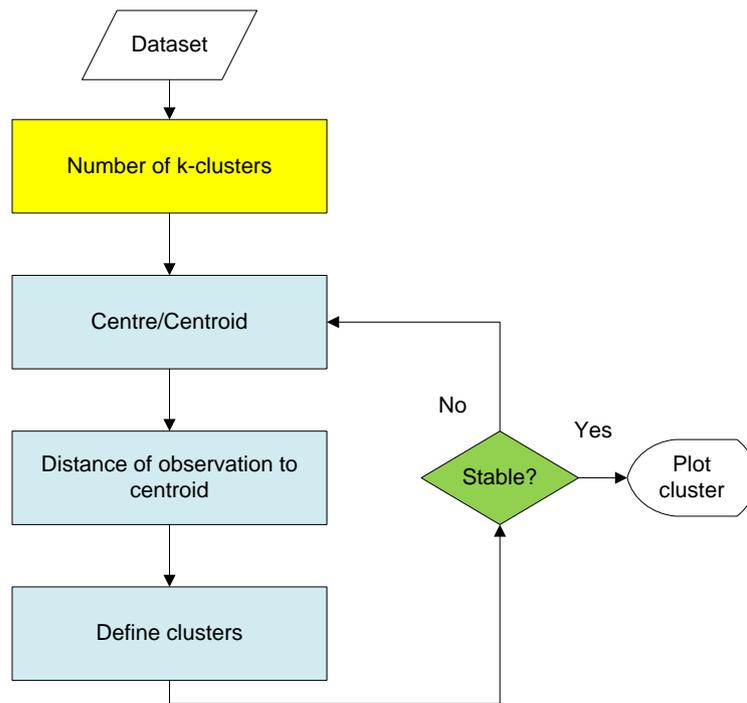 Dataset
Number of k-clusters
Centre/Centroid
Distance of observation to
centroid
Define clusters
No
Stable?
Yes
Plot
cluster